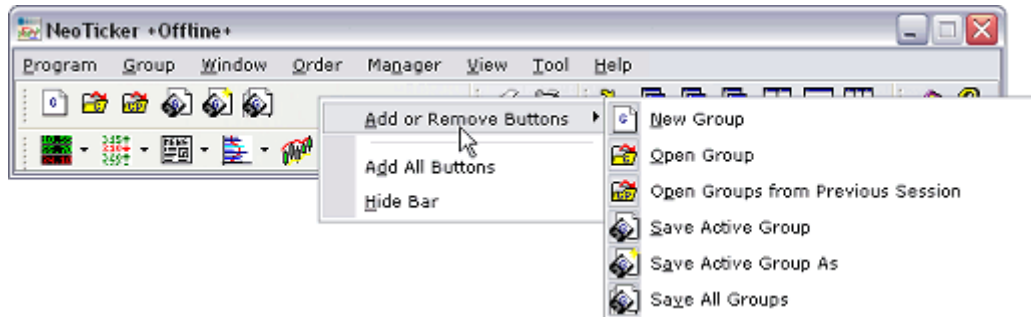 NeoTicker +Offline+
Program Group Window Order Manager View Tool Help
Add or Remove Buttons
Add All Buttons
Hide Bar
New Group
Open Group
Open Groups from Previous Session
Save Active Group
Save Active Group As
Save All Groups